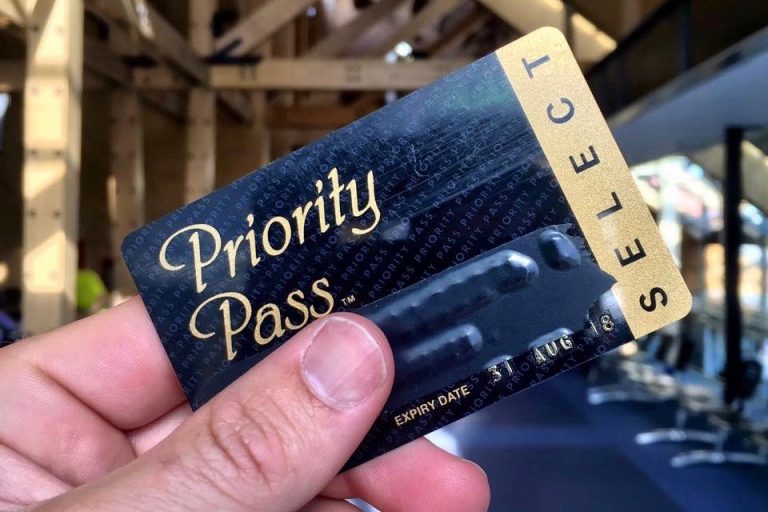 Priority
Pass™
SELECT
EXPIRY DATE 31 AUG 18